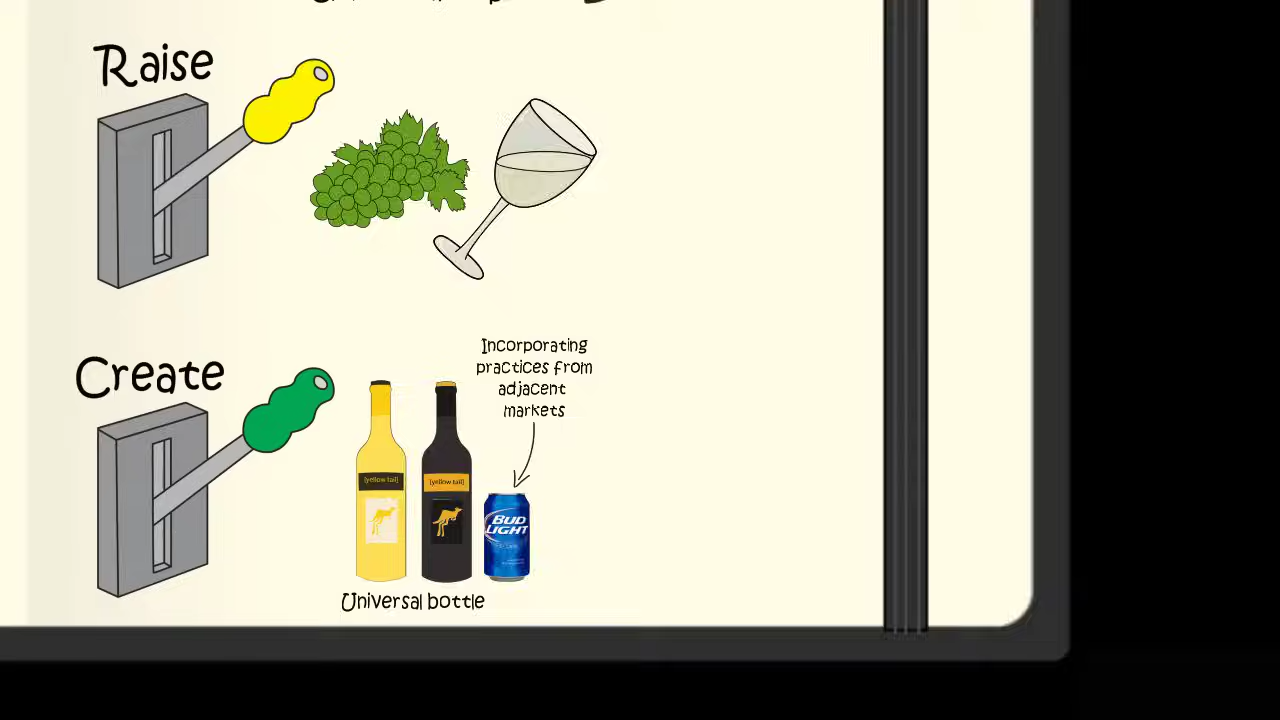 Raise
Create
Incorporating
practices from
adjacent
markets
[yellow tail]
[yellow tail]
BUD
LIGHT
Universal bottle